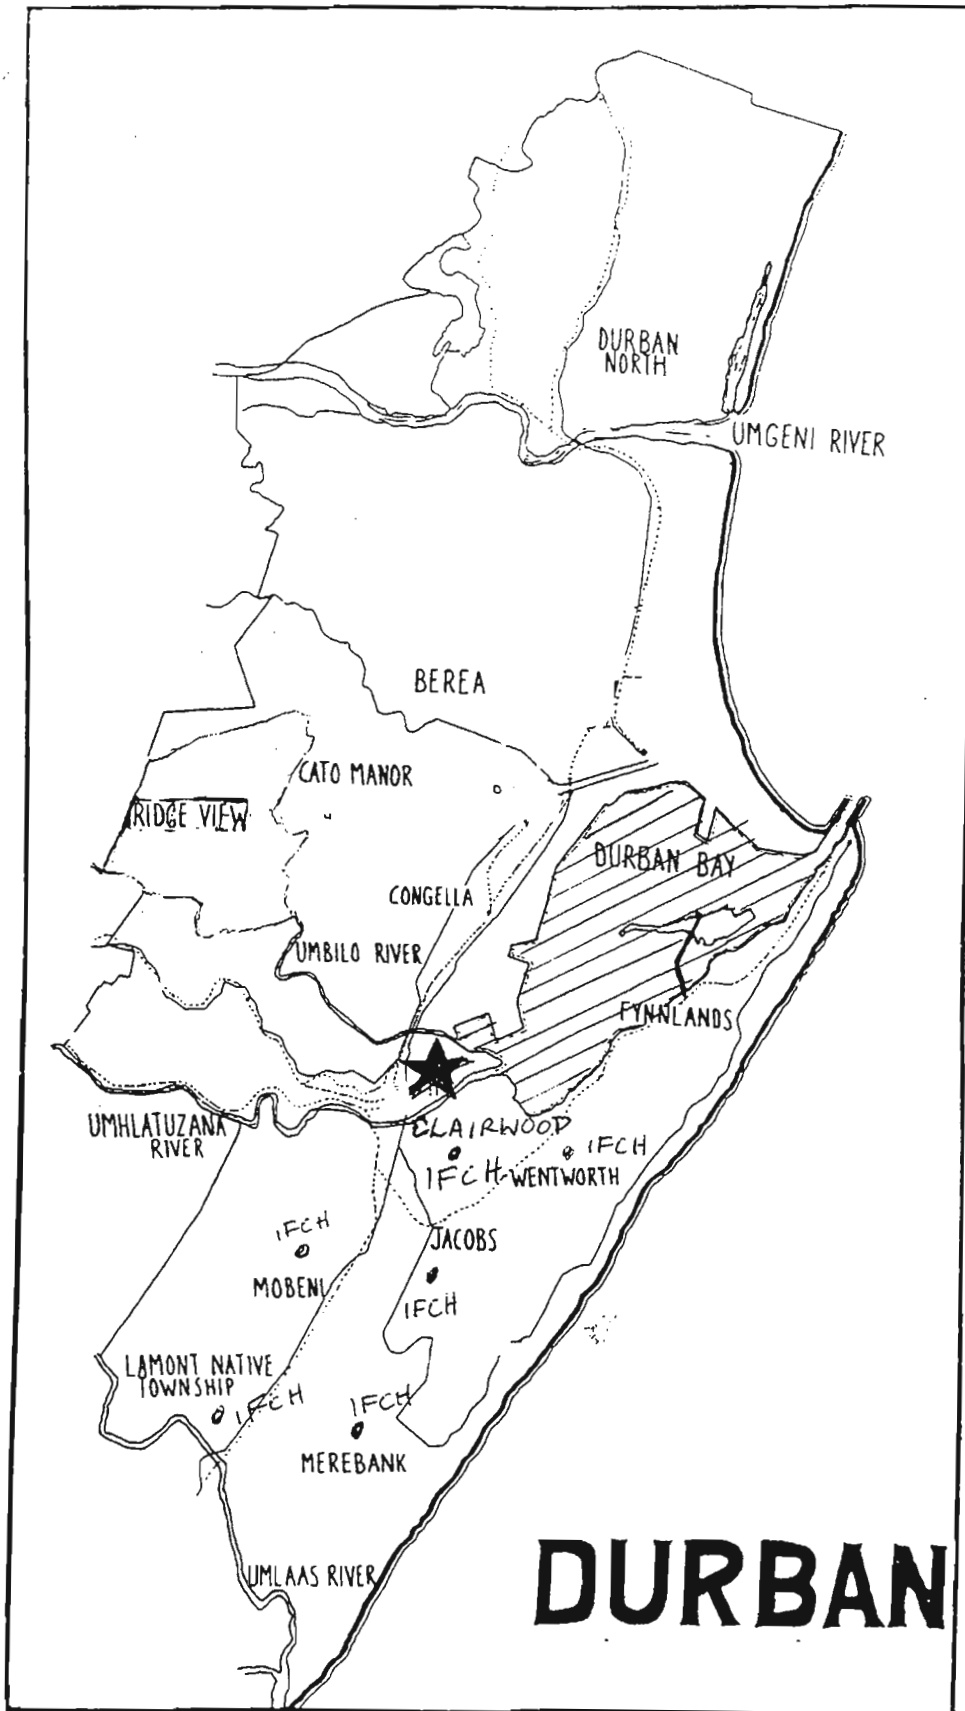 DURBAN
NORTH
UMGENI RIVER
BEREA
CATO MANOR
RIDGE VIEW
DURBAN BAY
CONGELLA
UMBILO RIVER
FYNNLANDS
UMHLATUZANA
RIVER
CLAIRWOOD
IFCH
IFCH
WENTWORTH
IFCH
JACOBS
MOBENI
IFCH
LAMONT NATIVE
TOWNSHIP
IFCH
IFCH
MEREBANK
UMLAAS RIVER
DURBAN